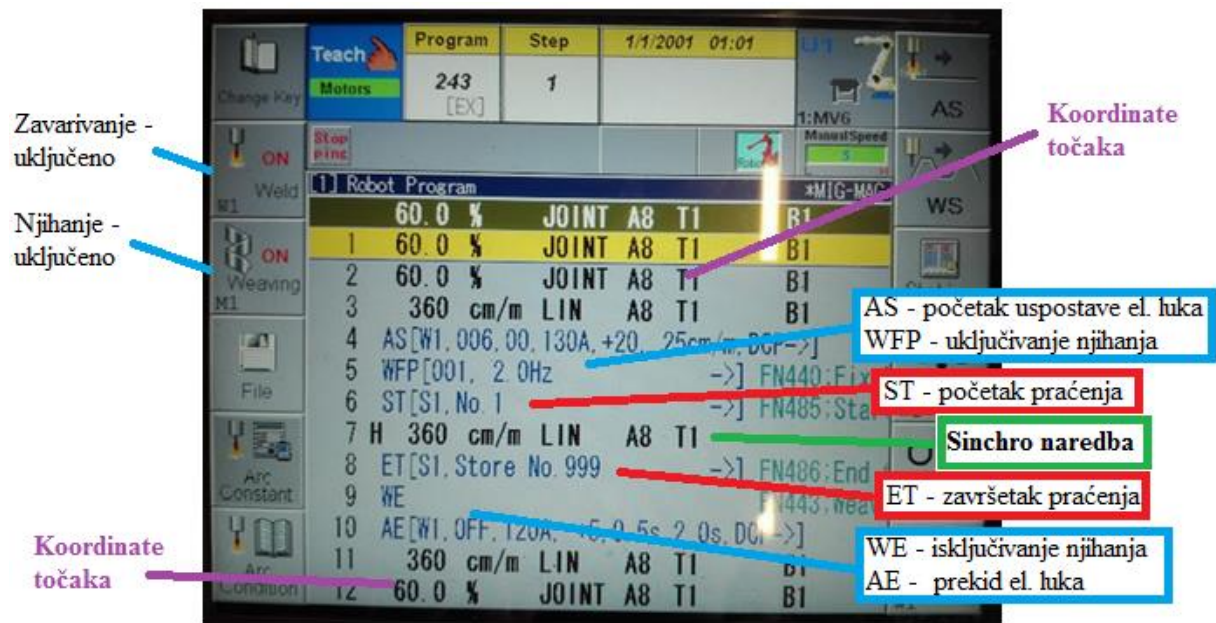 Zavarivanje -
uključeno
Njihanje -
uključeno
Koordinate
točaka
Koordinate
točaka
AS - početak uspostave el. luka
WFP - uključivanje njihanja
ST - početak praćenja
Sinchro naredba
ET - završetak praćenja
WE - isključivanje njihanja
AE - prekid el. luka
Change Key
Teach
Motors
Program
243
[EX]
Step
1
1/1/2001 01:01
U1
1:MV6
Manual Speed
5
AS
WS
ON
Weld
W1
ON
Weaving
M1
File
Arc
Constant
Arc
Condition
Stop
ping
Robot
[1] Robot Program
*MIG-MAG
60.0 % JOINT A8 T1 B1
1 60.0 % JOINT A8 T1 B1
2 60.0 % JOINT A8 T1 B1
3 360 cm/m LIN A8 T1 B1
4 AS[W1,006,00,130A,+20, 25cm/m,DCP->]
5 WFP[001, 2.0Hz ->] FN440;Fix
6 ST[S1,No.1 ->] FN485;Star
7 H 360 cm/m LIN A8 T1
8 ET[S1,Store No.999 ->] FN486;End
9 WE FN443;Weav
10 AE[W1,OFF,120A, +5,0.5s,2.0s,DCP->]
11 360 cm/m LIN A8 T1 B1
12 60.0 % JOINT A8 T1 B1